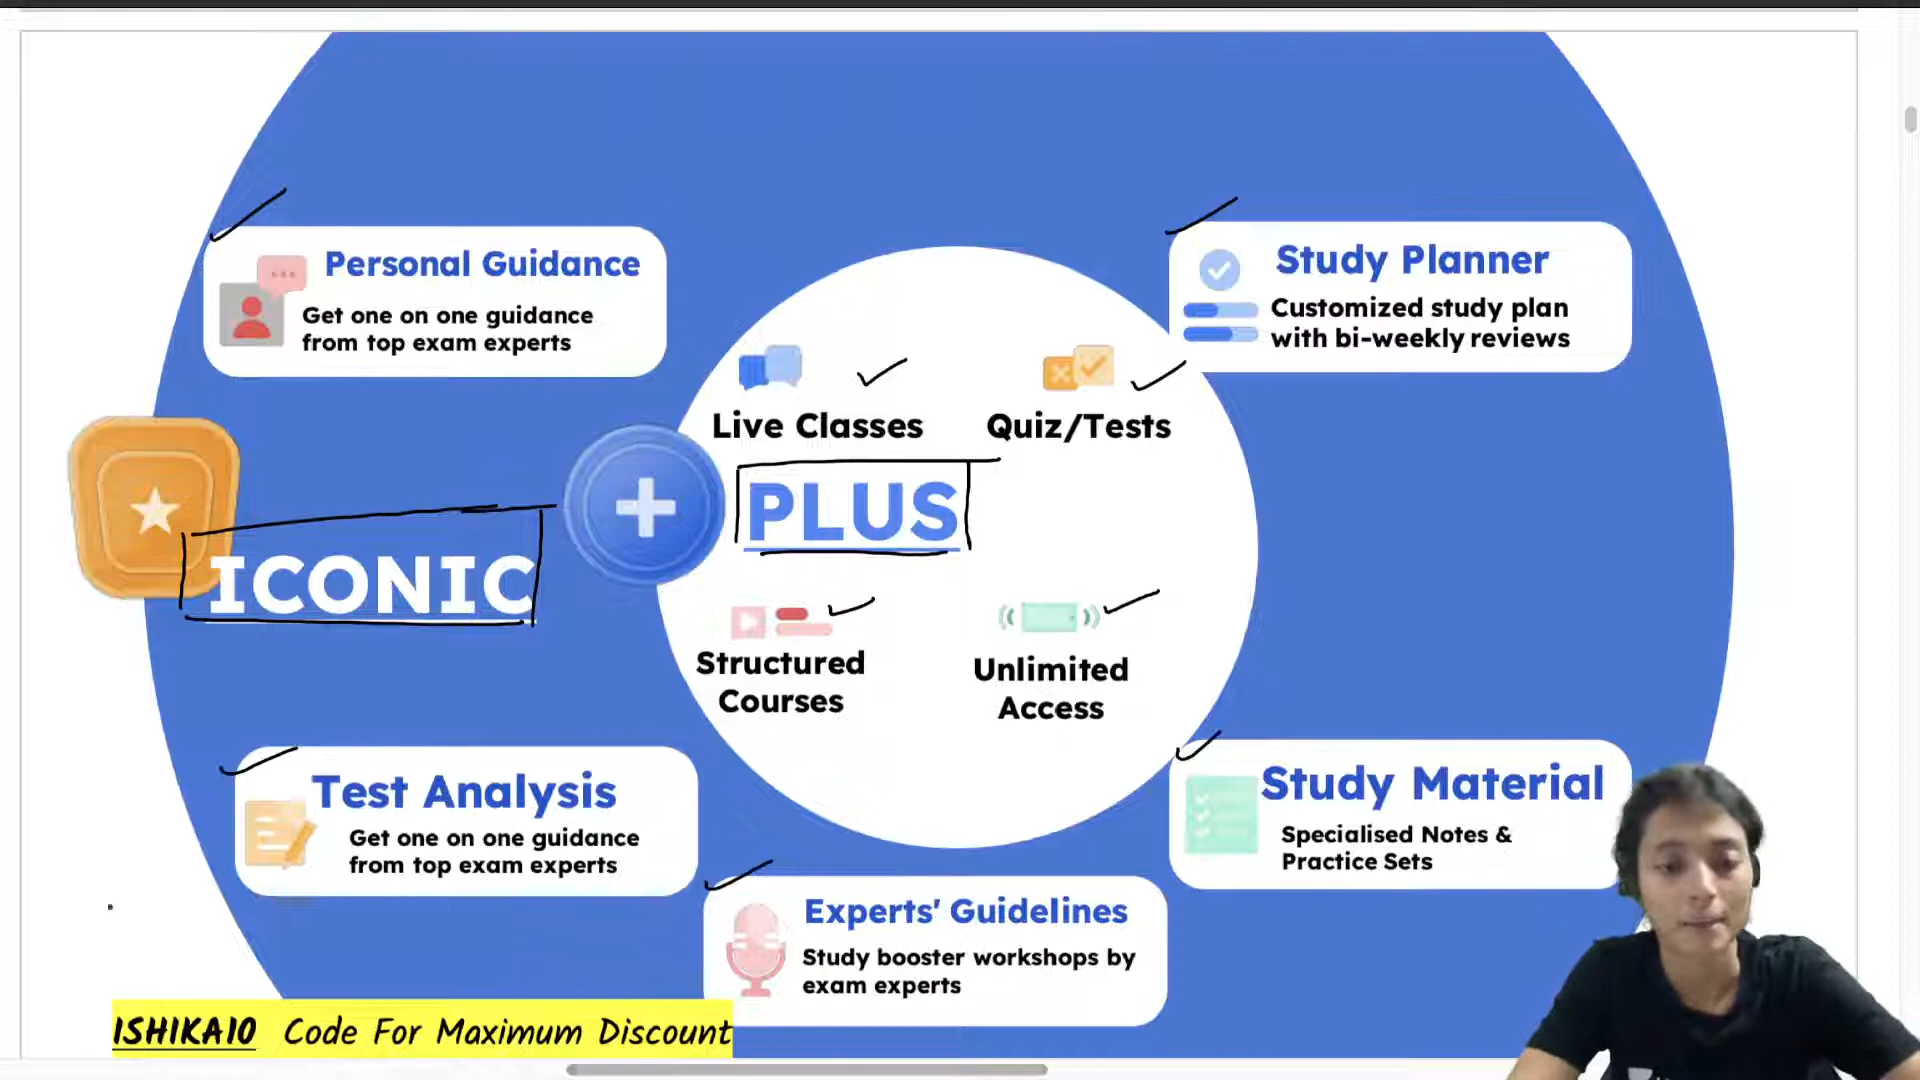 Personal Guidance
Get one on one guidance
from top exam experts
Study Planner
Customized study plan
with bi-weekly reviews
Live Classes
Quiz/Tests
ICONIC
PLUS
Structured
Courses
Unlimited
Access
Test Analysis
Get one on one guidance
from top exam experts
Study Material
Specialised Notes &
Practice Sets
Experts' Guidelines
Study booster workshops by
exam experts
ISHIKA10 Code For Maximum Discount